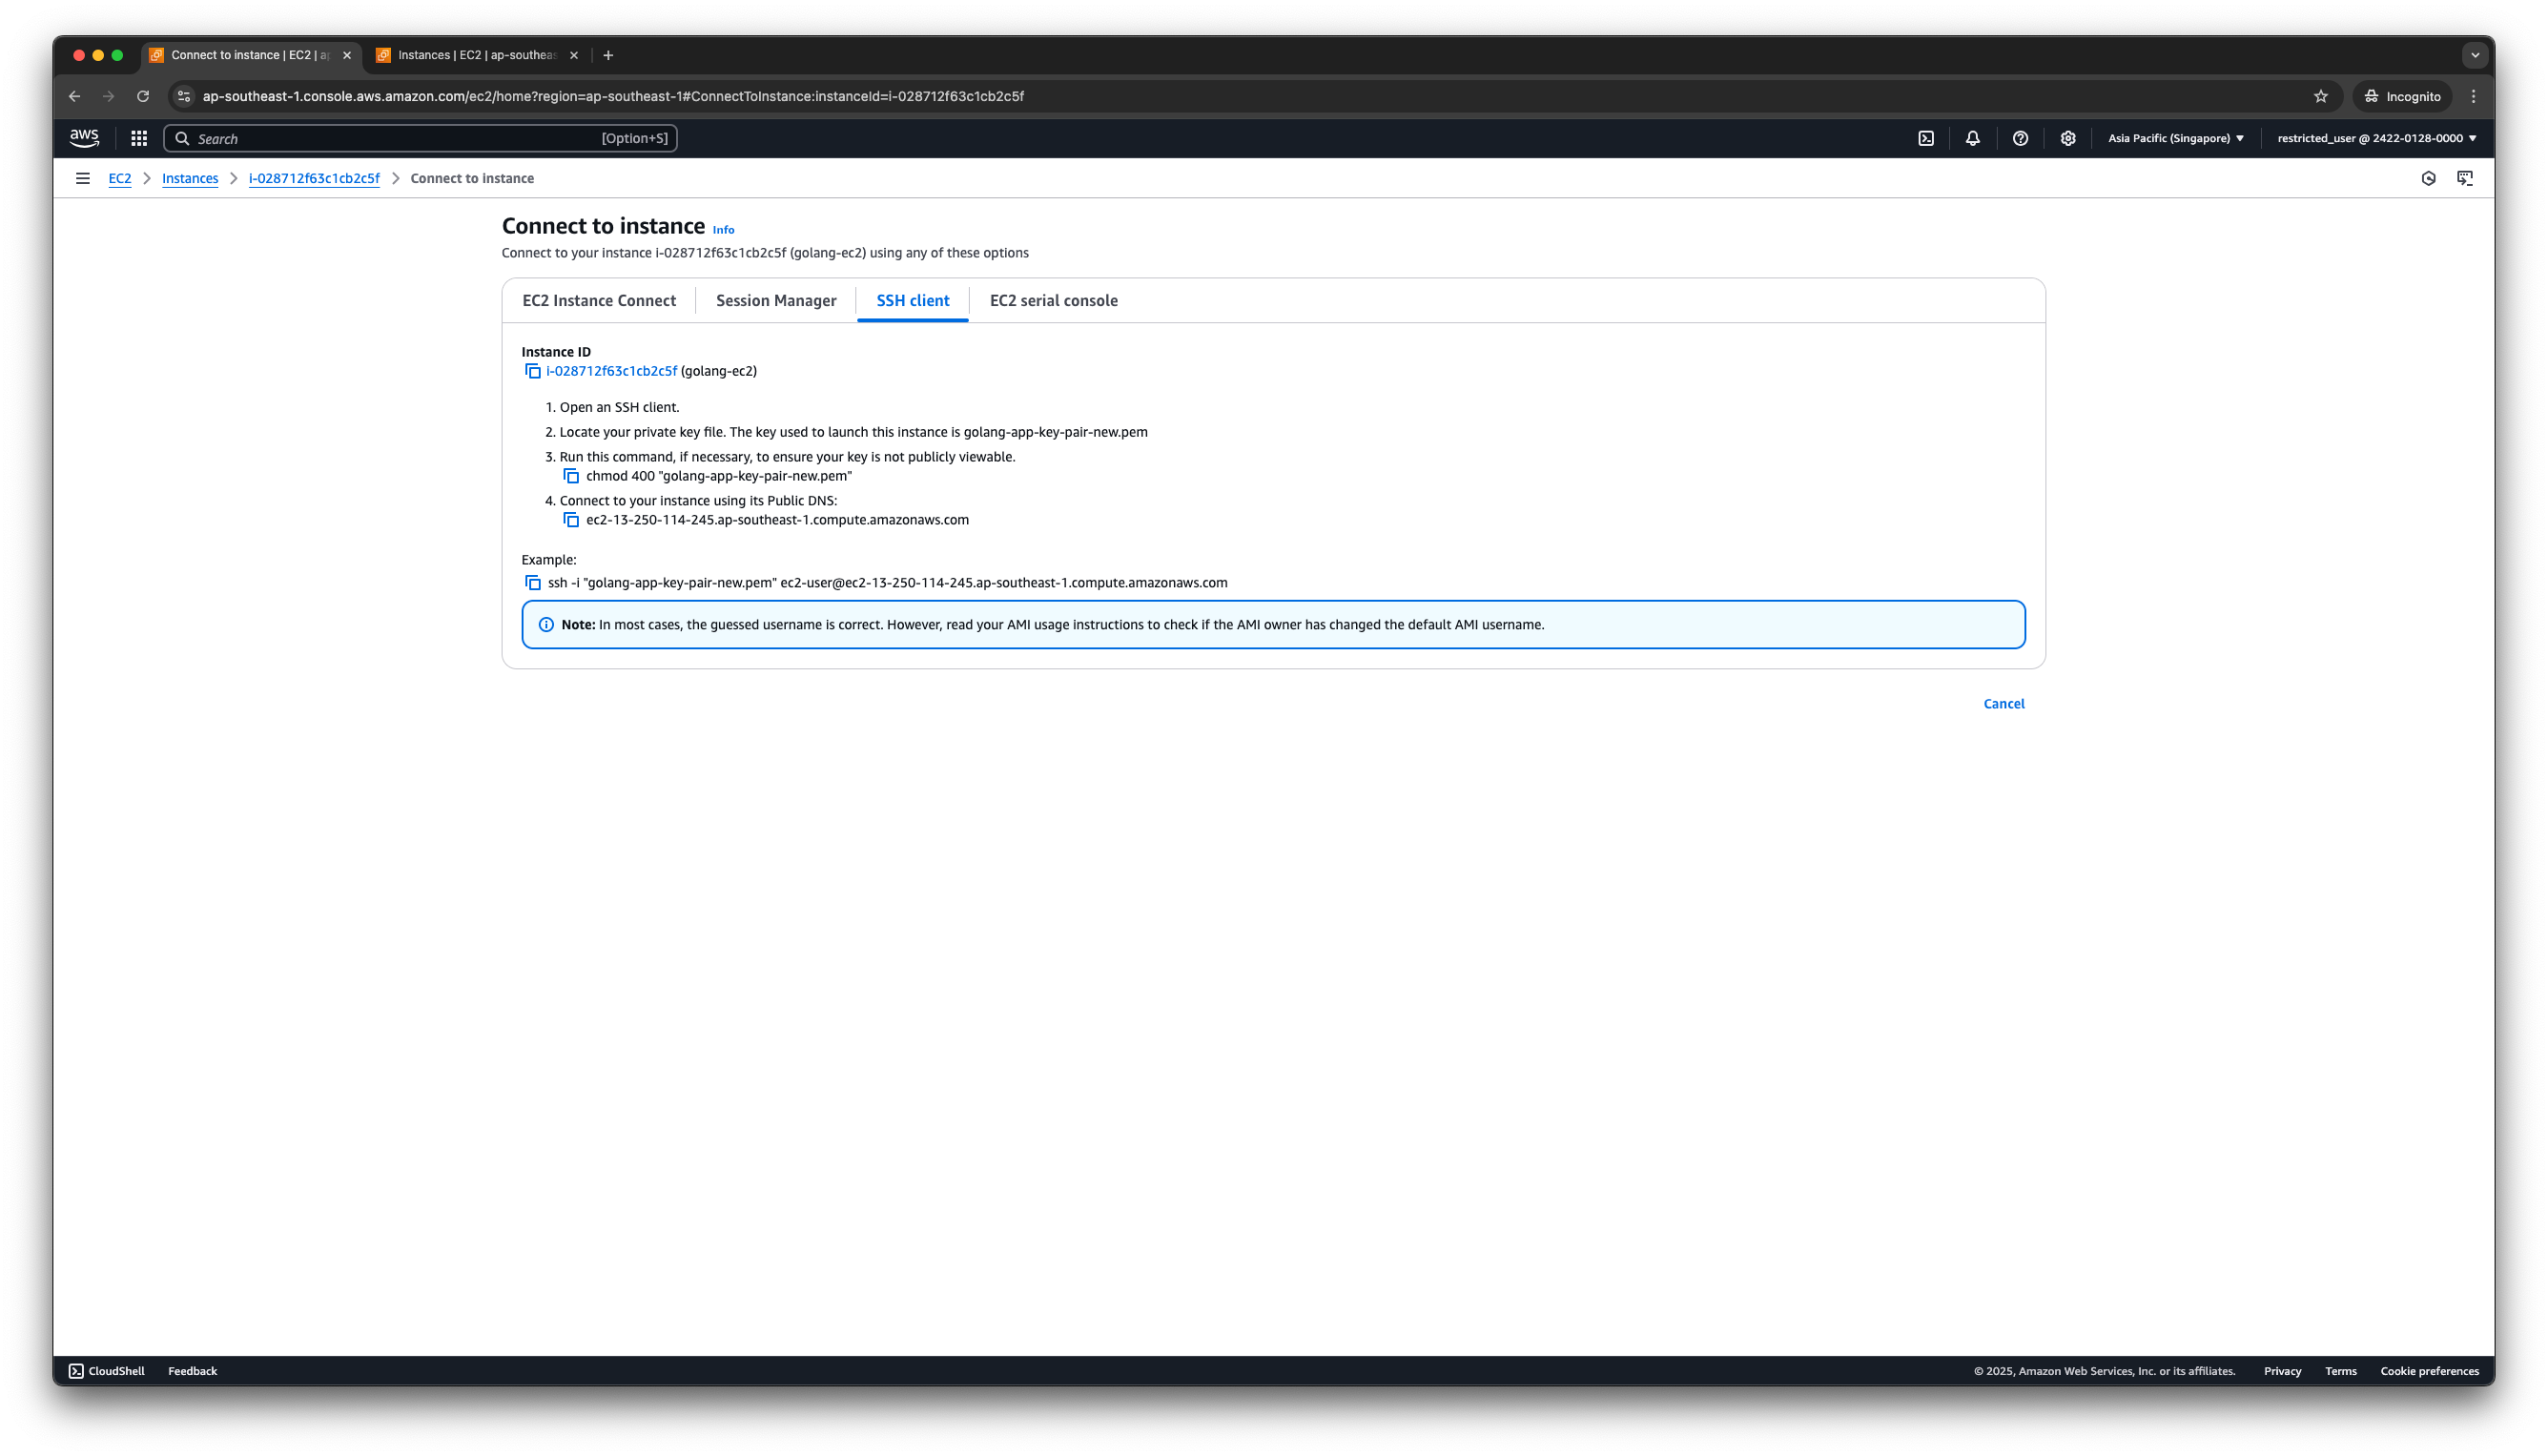 Connect to instance | EC2 | ap
Instances | EC2 | ap-southeas
ap-southeast-1.console.aws.amazon.com/ec2/home?region=ap-southeast-1#ConnectToInstance:instanceId=i-028712f63c1cb2c5f
Incognito
aws
Search
[Option+S]
Asia Pacific (Singapore)
restricted_user @ 2422-0128-0000
EC2
Instances
i-028712f63c1cb2c5f
Connect to instance
Connect to instance Info
Connect to your instance i-028712f63c1cb2c5f (golang-ec2) using any of these options
EC2 Instance Connect
Session Manager
SSH client
EC2 serial console
Instance ID
i-028712f63c1cb2c5f (golang-ec2)
1. Open an SSH client.
2. Locate your private key file. The key used to launch this instance is golang-app-key-pair-new.pem
3. Run this command, if necessary, to ensure your key is not publicly viewable.
chmod 400 "golang-app-key-pair-new.pem"
4. Connect to your instance using its Public DNS:
ec2-13-250-114-245.ap-southeast-1.compute.amazonaws.com
Example:
ssh -i "golang-app-key-pair-new.pem" ec2-user@ec2-13-250-114-245.ap-southeast-1.compute.amazonaws.com
Note: In most cases, the guessed username is correct. However, read your AMI usage instructions to check if the AMI owner has changed the default AMI username.
Cancel
CloudShell
Feedback
© 2025, Amazon Web Services, Inc. or its affiliates.
Privacy
Terms
Cookie preferences